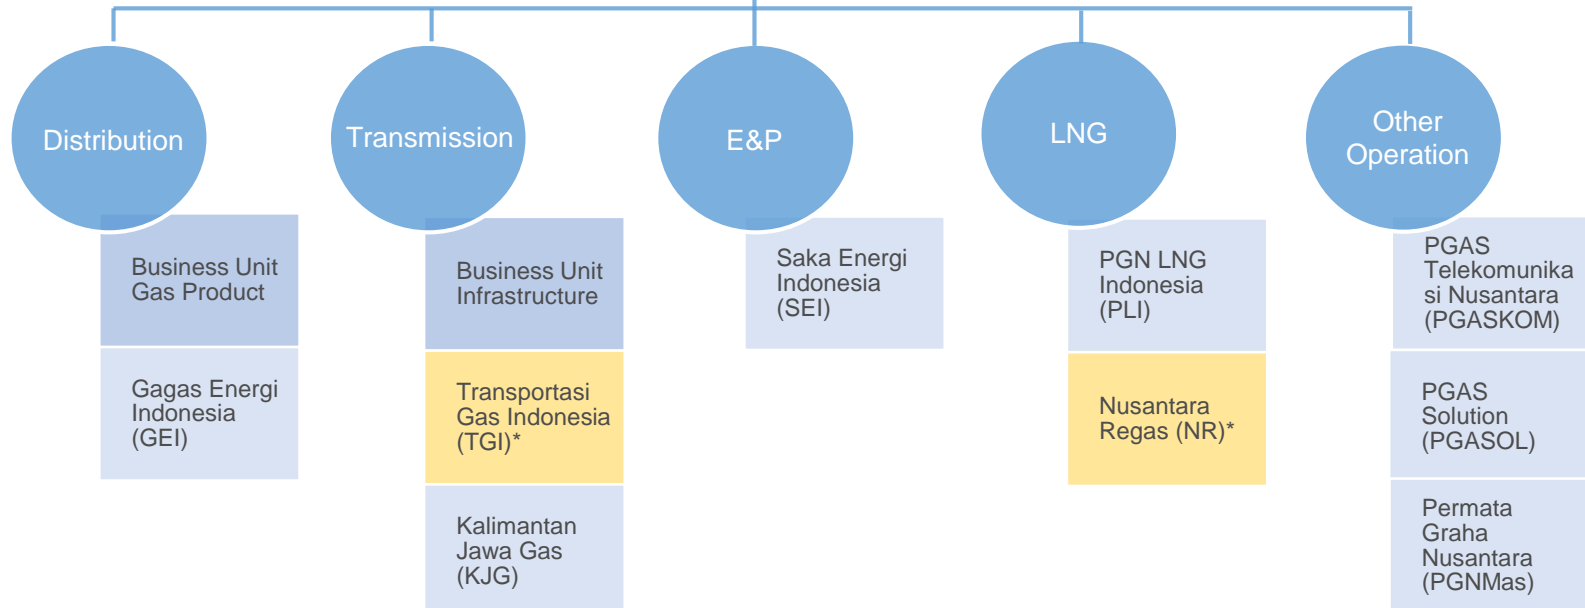 Distribution
Transmission
E&P
LNG
Other
Operation
Business Unit
Gas Product
Gagas Energi
Indonesia
(GEI)
Business Unit
Infrastructure
Transportasi
Gas Indonesia
(TGI)*
Kalimantan
Jawa Gas
(KJG)
Saka Energi
Indonesia
(SEI)
PGN LNG
Indonesia
(PLI)
Nusantara
Regas (NR)*
PGAS
Telekomunika
si Nusantara
(PGASKOM)
PGAS
Solution
(PGASOL)
Permata
Graha
Nusantara
(PGNMas)